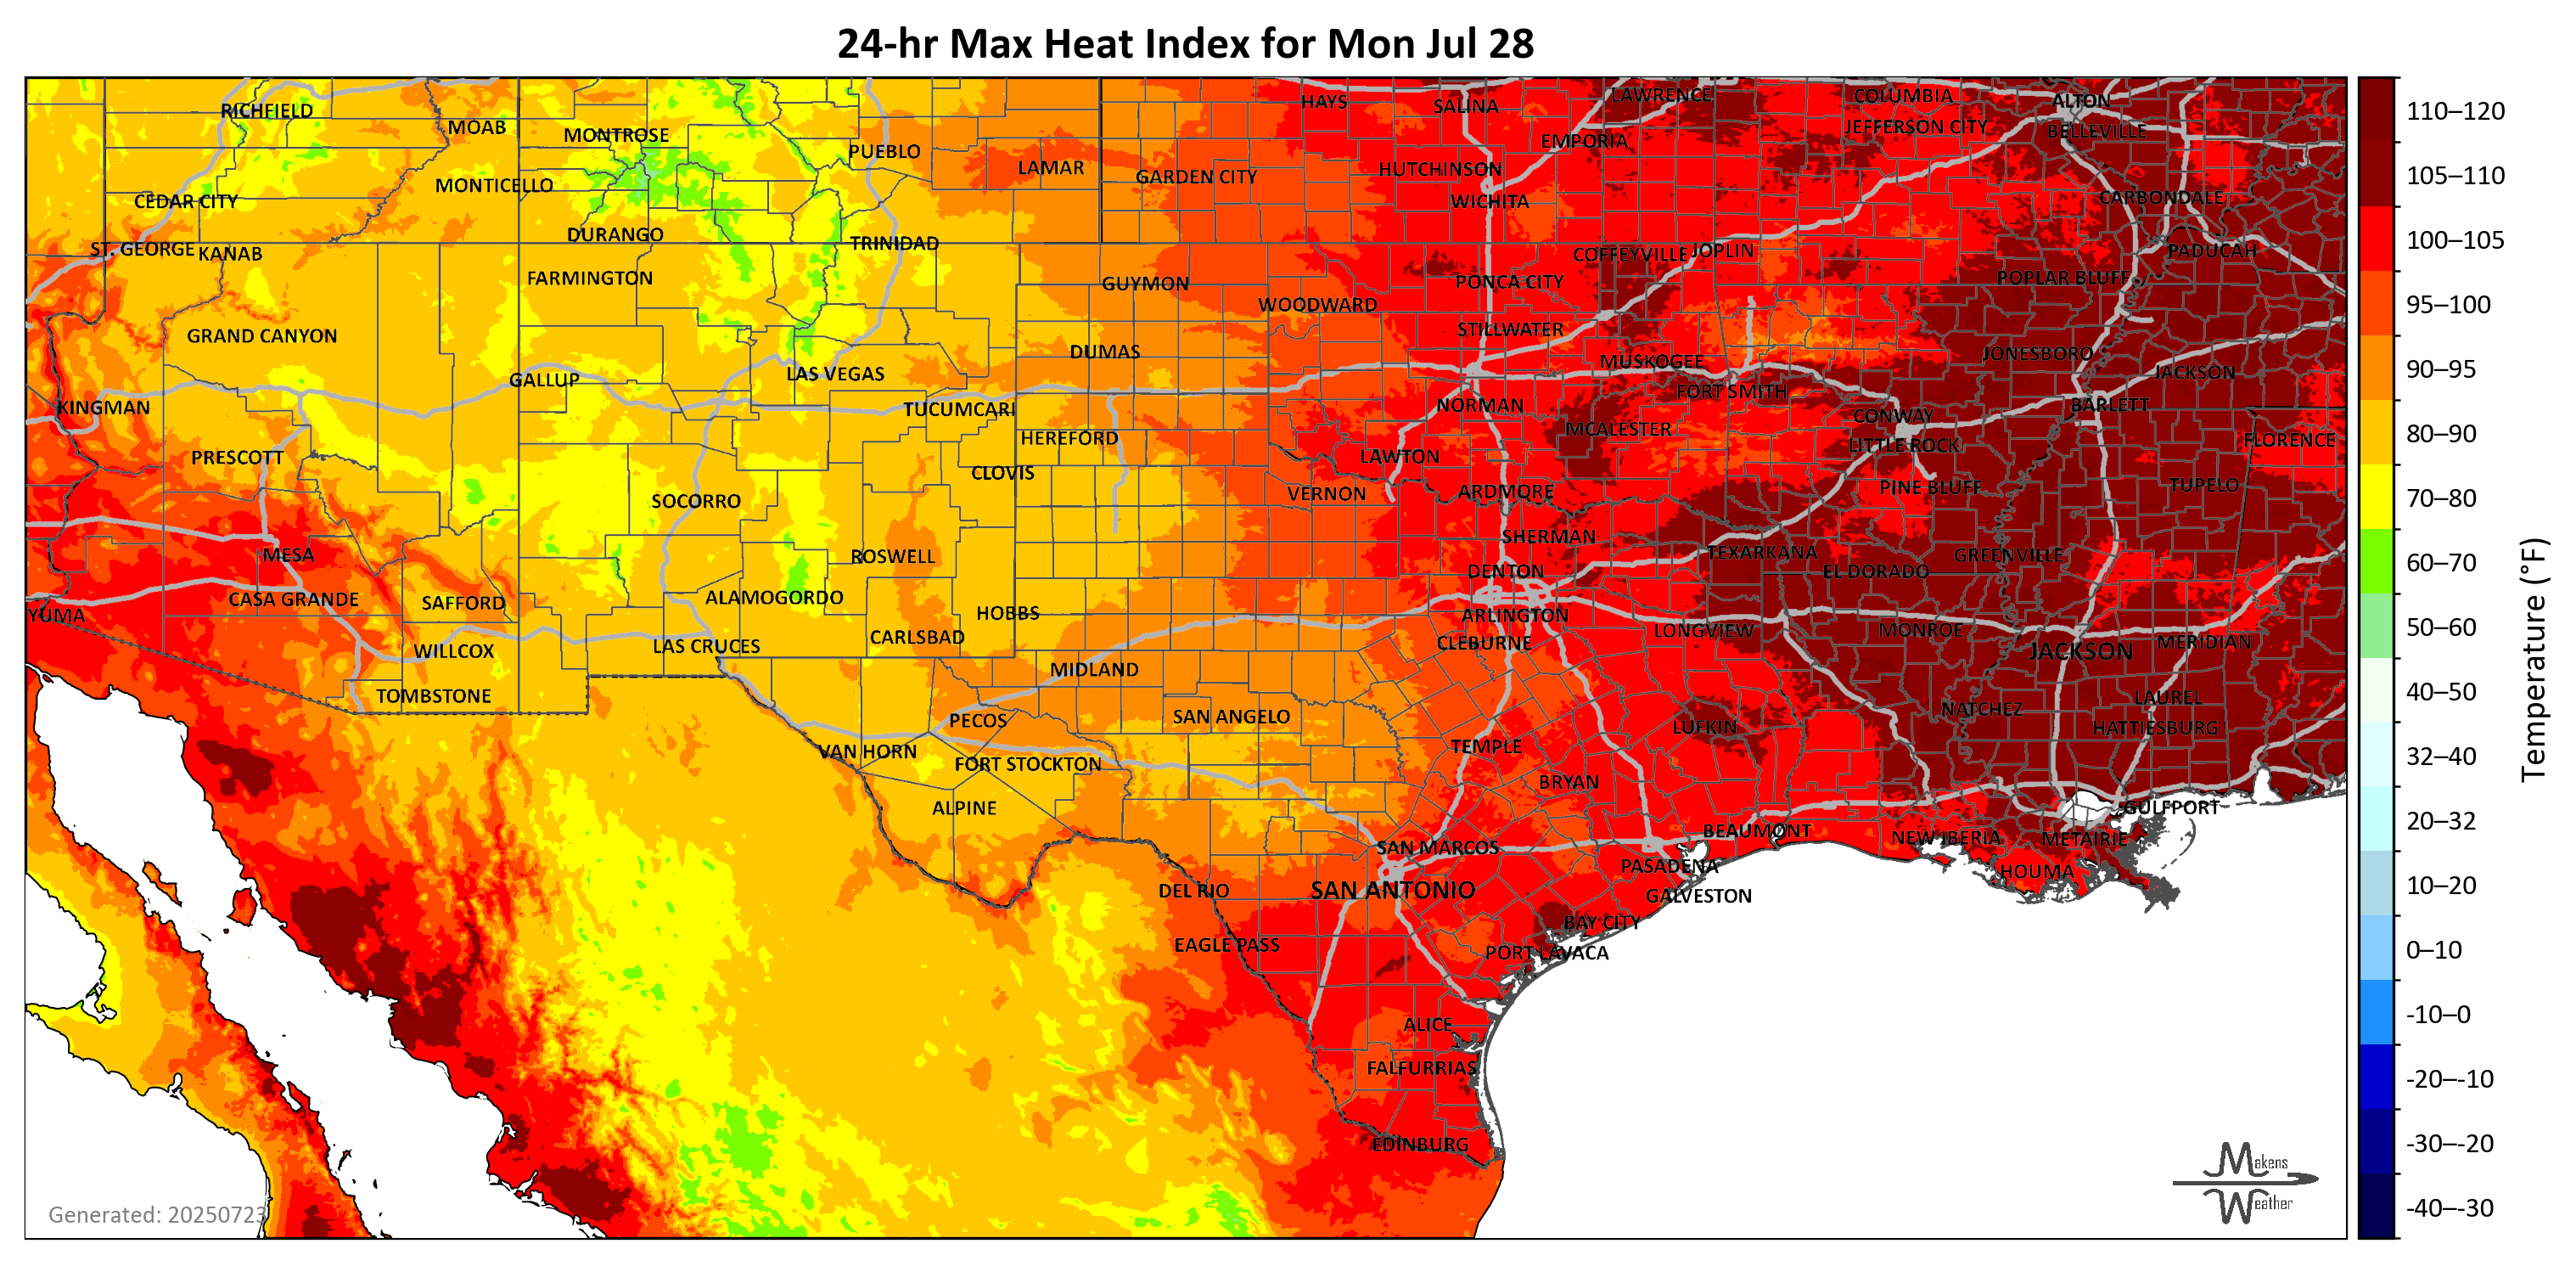 24-hr Max Heat Index for Mon Jul 28
RICHFIELD
MOAB
MONTROSE
PUEBLO
LAMAR
HAYS
SALINA
LAWRENCE
COLUMBIA
ALTON
JEFFERSON CITY
BELLEVILLE
EMPORIA
GARDEN CITY
HUTCHINSON
MONTICELLO
CEDAR CITY
WICHITA
CARBONDALE
DURANGO
TRINIDAD
ST. GEORGE
KANAB
COFFEYVILLE
JOPLIN
PADUCAH
FARMINGTON
GUYMON
PONCA CITY
POPLAR BLUFF
WOODWARD
GRAND CANYON
STILLWATER
DUMAS
MUSKOGEE
JONESBORO
GALLUP
LAS VEGAS
FORT SMITH
JACKSON
KINGMAN
TUCUMCARI
NORMAN
CONWAY
BARLETT
HEREFORD
MCALESTER
LITTLE ROCK
FLORENCE
PRESCOTT
CLOVIS
LAWTON
SOCORRO
VERNON
ARDMORE
PINE BLUFF
TUPELO
MESA
ROSWELL
SHERMAN
TEXARKANA
GREENVILLE
DENTON
EL DORADO
YUMA
CASA GRANDE
SAFFORD
ALAMOGORDO
HOBBS
ARLINGTON
CARLSBAD
CLEBURNE
LONGVIEW
MONROE
WILLCOX
LAS CRUCES
JACKSON
MERIDIAN
TOMBSTONE
MIDLAND
LAUREL
PECOS
SAN ANGELO
NATCHEZ
LUFKIN
HATTIESBURG
VAN HORN
FORT STOCKTON
TEMPLE
BRYAN
ALPINE
GULFPORT
BEAUMONT
NEW IBERIA
METAIRIE
SAN MARCOS
PASADENA
HOUMA
DEL RIO
SAN ANTONIO
GALVESTON
BAY CITY
EAGLE PASS
PORT LAVACA
ALICE
FALFURRIAS
EDINBURG
Generated: 20250723
Makens
Weather
110–120
105–110
100–105
95–100
90–95
80–90
70–80
60–70
50–60
40–50
32–40
20–32
10–20
0–10
-10–0
-20–-10
-30–-20
-40–-30
Temperature (°F)